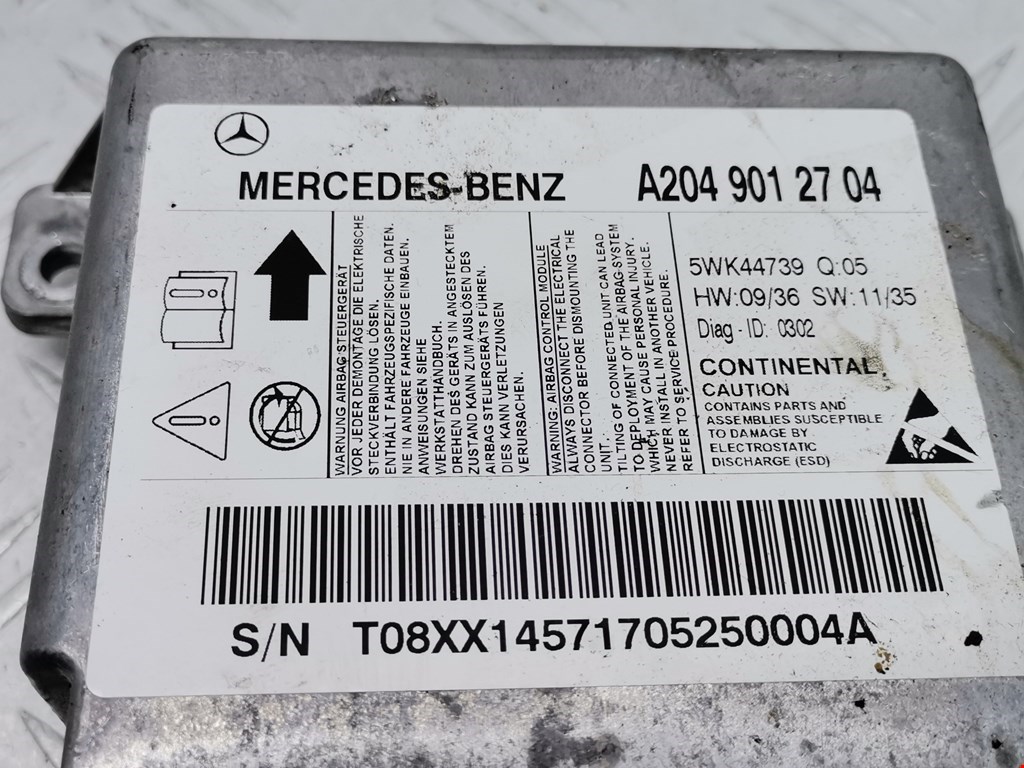 MERCEDES-BENZ
A204 901 27 04
WARNUNG AIRBAG STEUERGERÄT
VOR JEDER DEMONTAGE DIE ELEKTRISCHE
STECKVERBINDUNG LÖSEN.
ENTHÄLT FAHRZEUGSPEZIFISCHE DATEN.
NIE IN ANDERE FAHRZEUGE EINBAUEN.
ANWEISUNGEN SIEHE
WERKSTATTHANDBUCH.
DREHEN DES GERÄTS IN ANGESTECKTEM
ZUSTAND KANN ZUM AUSLÖSEN DES
AIRBAG STEUERGERÄTS FÜHREN.
DIES KANN VERLETZUNGEN
VERURSACHEN.
WARNING: AIRBAG CONTROL MODULE
ALWAYS DISCONNECT THE ELECTRICAL
CONNECTOR BEFORE DISMOUNTING THE
UNIT.
TILTING OF CONNECTED UNIT CAN LEAD
TO DEPLOYMENT OF THE AIRBAG-SYSTEM
WHICH MAY CAUSE PERSONAL INJURY.
NEVER INSTALL IN ANOTHER VEHICLE.
REFER TO SERVICE PROCEDURE.
5WK44739 Q:05
HW:09/36 SW:11/35
Diag-ID: 0302
CONTINENTAL
CAUTION
CONTAINS PARTS AND
ASSEMBLIES SUSCEPTIBLE
TO DAMAGE BY
ELECTROSTATIC
DISCHARGE (ESD)
S/N T08XX14571705250004A